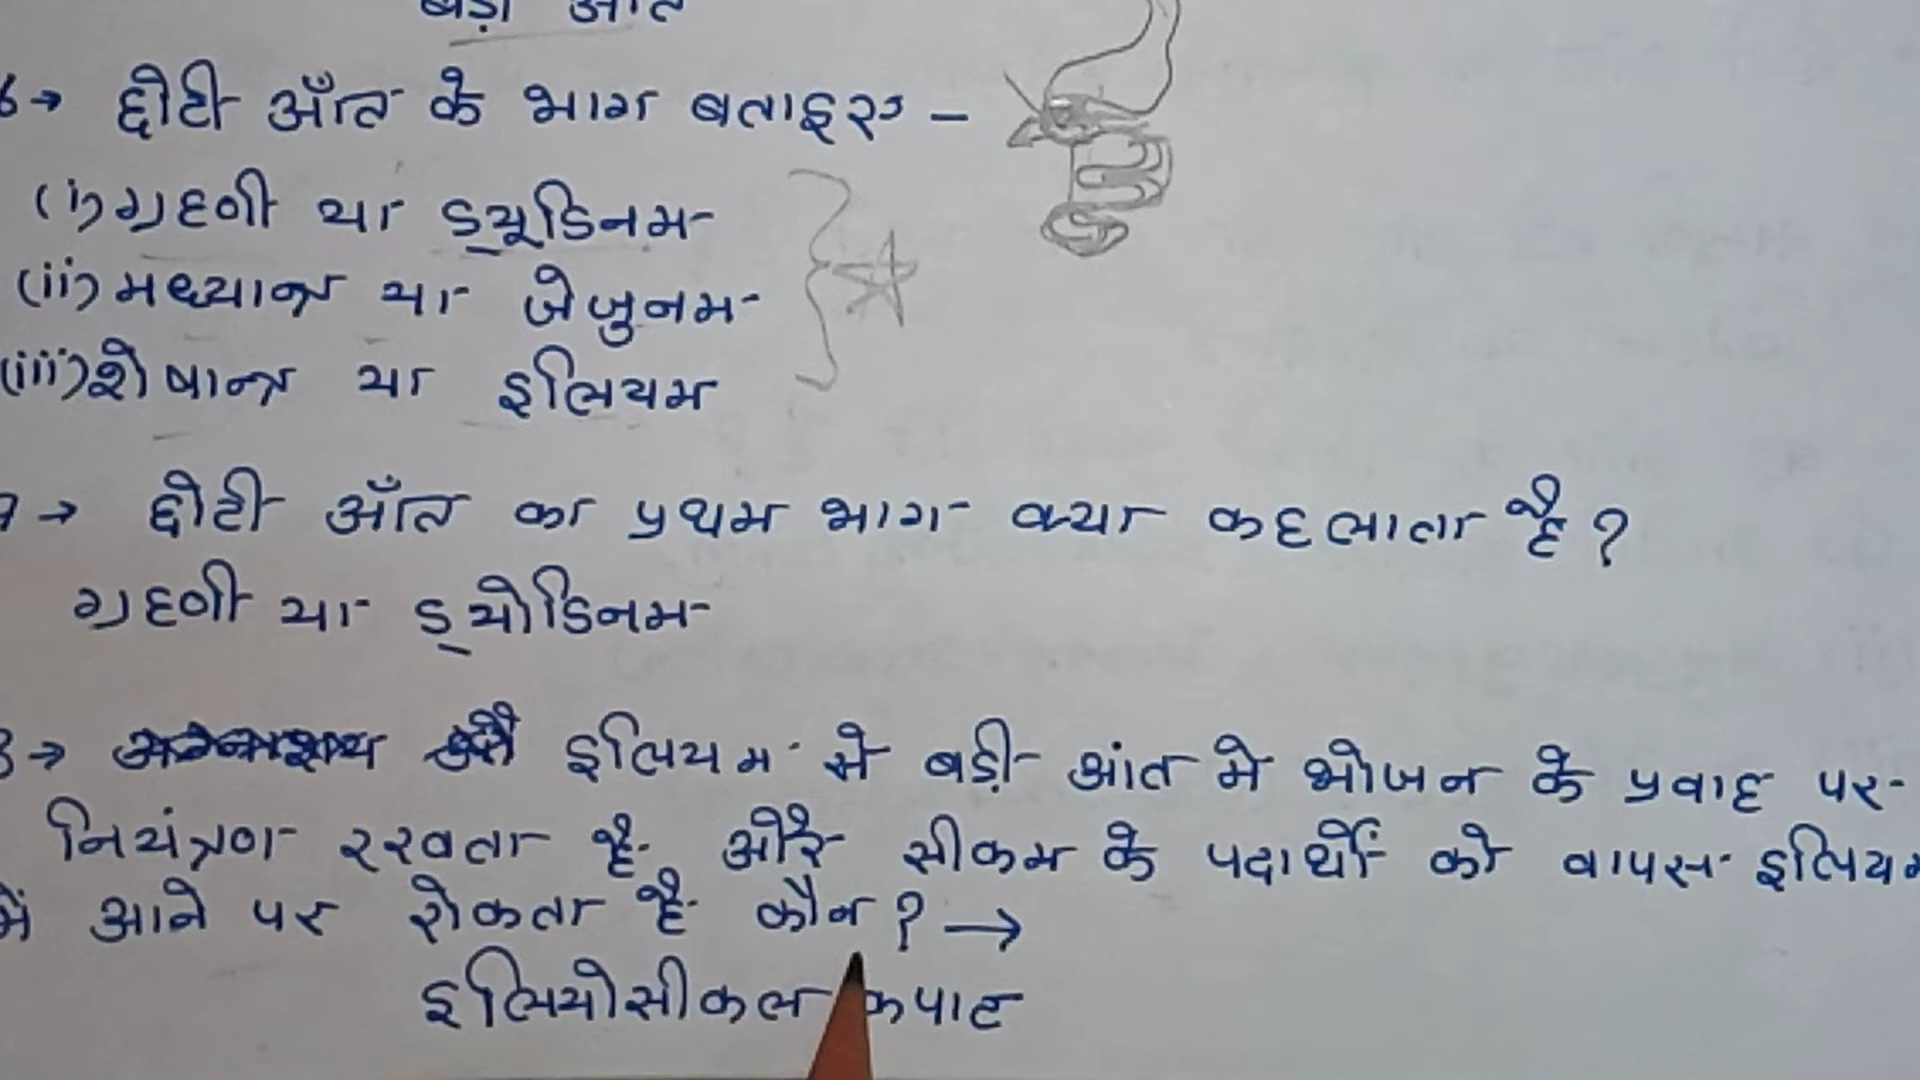 बड़ी आंत
6→ छोटी आँत के भाग बताइए -
(i) ग्रहणी या ड्यूडिनम
(ii) मध्यान्त्र या जेजुनम
(iii) शेषान्त्र या इलियम
7→ छोटी आँत का प्रथम भाग क्या कहलाता है ?
ग्रहणी या ड्योडिनम
8→ इलियम से बड़ी आंत मे भोजन के प्रवाह पर
नियंत्रण रखता है और सीकम के पदार्थों को वापस इलियम
में आने पर रोकता है कौन ? →
इलियोसीकल कपाट